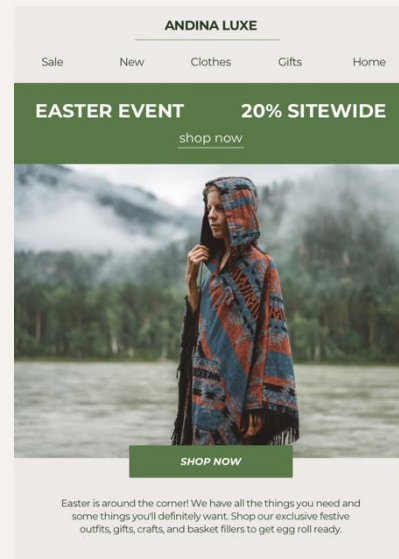 ANDINA LUXE
Sale New Clothes Gifts Home
EASTER EVENT 20% SITEWIDE
shop now
SHOP NOW
Easter is around the corner! We have all the things you need and
some things you'll definitely want. Shop our exclusive festive
outfits, gifts, crafts, and basket fillers to get egg roll ready.